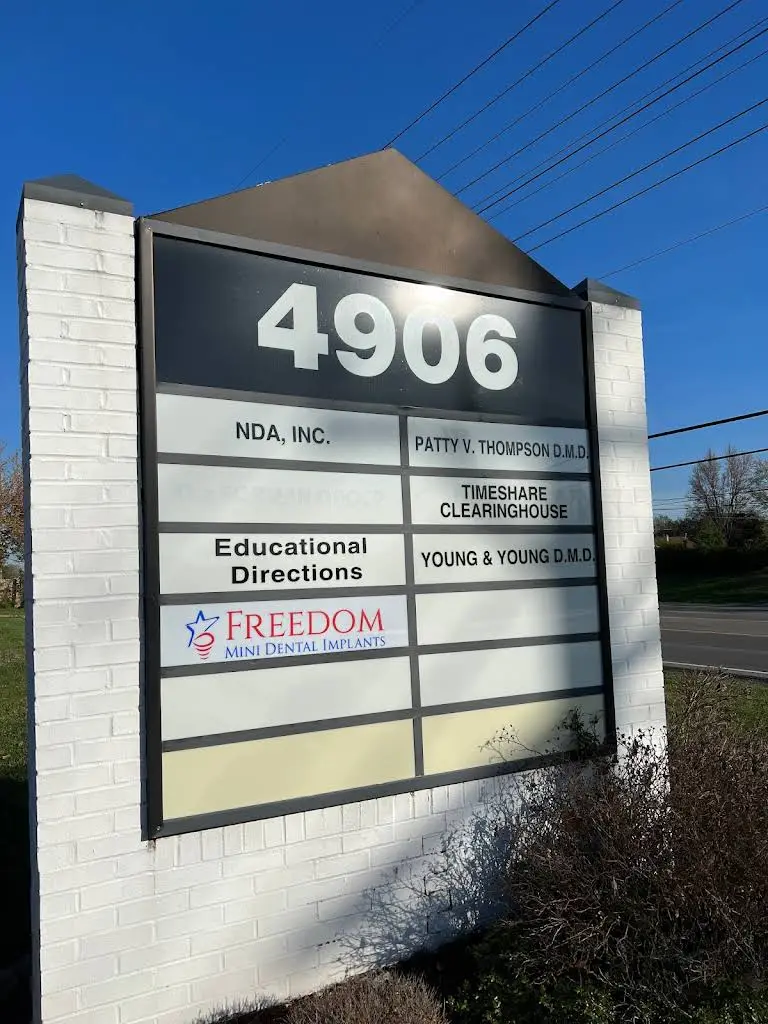 4906
NDA, INC.
PATTY V. THOMPSON D.M.D.
TIMESHARE
CLEARINGHOUSE
Educational
Directions
YOUNG & YOUNG D.M.D.
FREEDOM
MINI DENTAL IMPLANTS